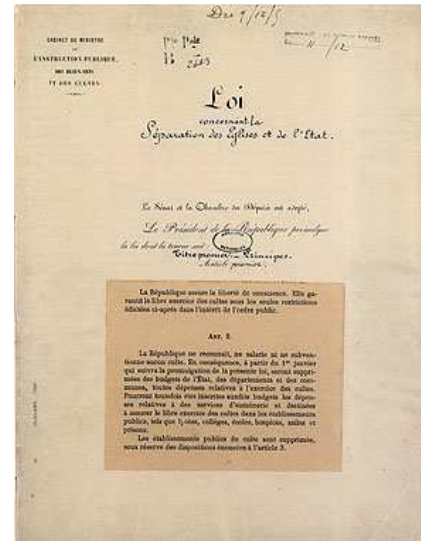 Des 9/12/5
CABINET DU MINISTRE
DE
L'INSTRUCTION PUBLIQUE,
DES BEAUX-ARTS
ET DES CULTES
11/12
Loi
concernant la
Séparation des Eglises et de l'Etat.
Le Sénat et la Chambre des Députés ont adopté,
Le Président de la République promulgue
la loi dont la teneur suit :
Titre premier. Principes.
Article premier.
La République assure la liberté de conscience. Elle ga-
rantit le libre exercice des cultes sous les seules restrictions
édictées ci-après dans l'intérêt de l'ordre public.
ART. 2.
La République ne reconnaît, ne salarie ni ne subven-
tionne aucun culte. En conséquence, à partir du 1er janvier
qui suivra la promulgation de la présente loi, seront suppri-
mées des budgets de l'État, des départements et des com-
munes, toutes dépenses relatives à l'exercice des cultes.
Pourront toutefois être inscrites auxdits budgets les dépen-
ses relatives à des services d'aumônerie et destinées
à assurer le libre exercice des cultes dans les établissements
publics, tels que lycées, collèges, écoles, hospices, asiles et
prisons.
Les établissements publics du culte sont supprimés,
sous réserve des dispositions énoncées à l'article 3.